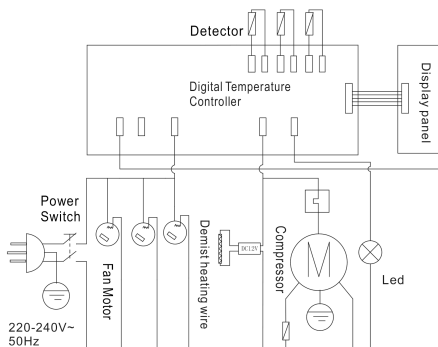 Detector
Digital Temperature
Controller
Display panel
Power
Switch
Fan Motor
Demist heating wire
DC12V
Compressor
M
Led
220-240V~
50Hz